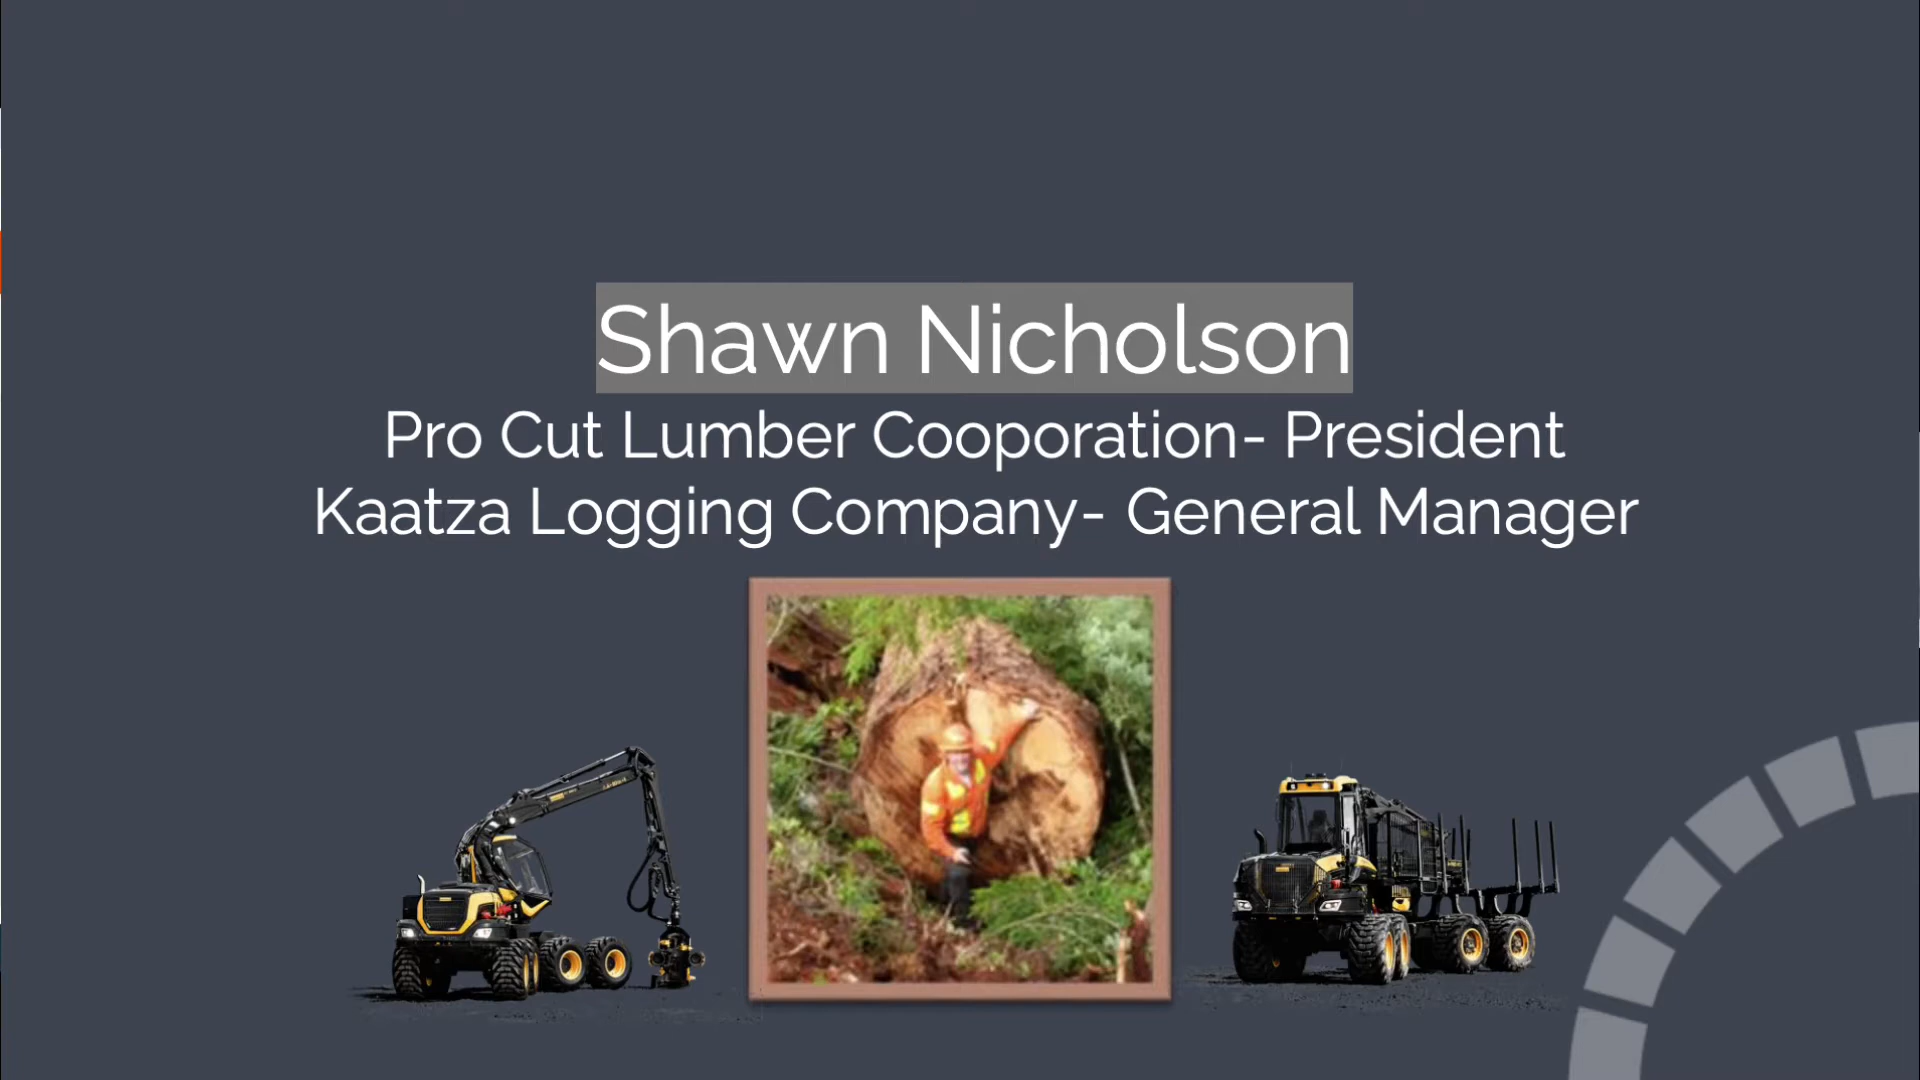 Shawn Nicholson
Pro Cut Lumber Cooporation- President
Kaatza Logging Company- General Manager